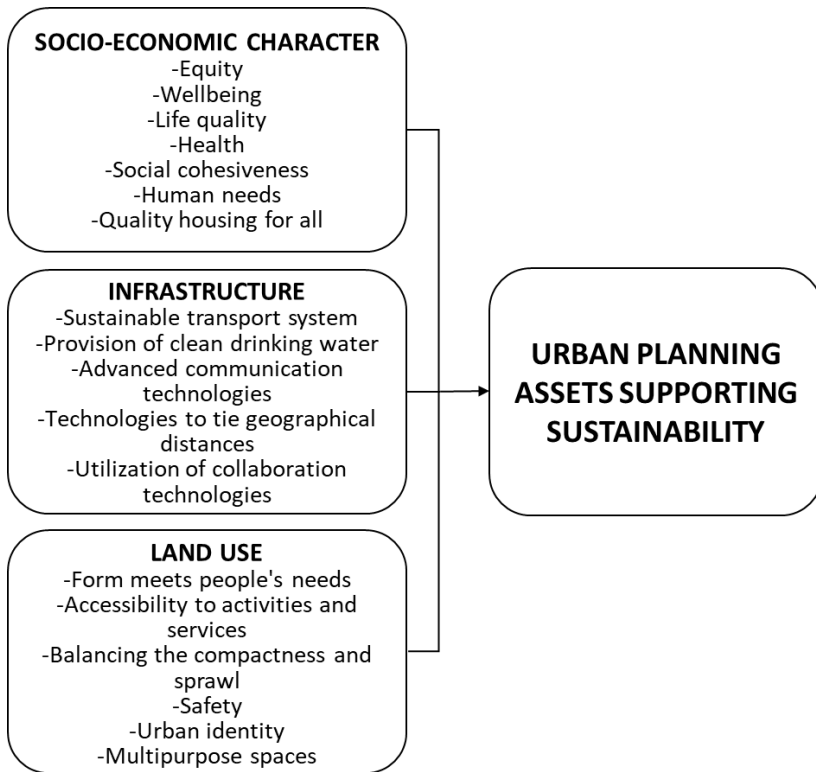 SOCIO-ECONOMIC CHARACTER
-Equity
-Wellbeing
-Life quality
-Health
-Social cohesiveness
-Human needs
-Quality housing for all
INFRASTRUCTURE
-Sustainable transport system
-Provision of clean drinking water
-Advanced communication
technologies
-Technologies to tie geographical
distances
-Utilization of collaboration
technologies
LAND USE
-Form meets people's needs
-Accessibility to activities and
services
-Balancing the compactness and
sprawl
-Safety
-Urban identity
-Multipurpose spaces
URBAN PLANNING
ASSETS SUPPORTING
SUSTAINABILITY